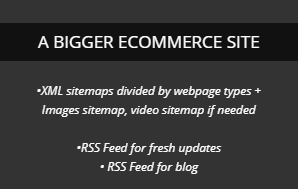 A BIGGER ECOMMERCE SITE
•XML sitemaps divided by webpage types +
Images sitemap, video sitemap if needed
•RSS Feed for fresh updates
• RSS Feed for blog